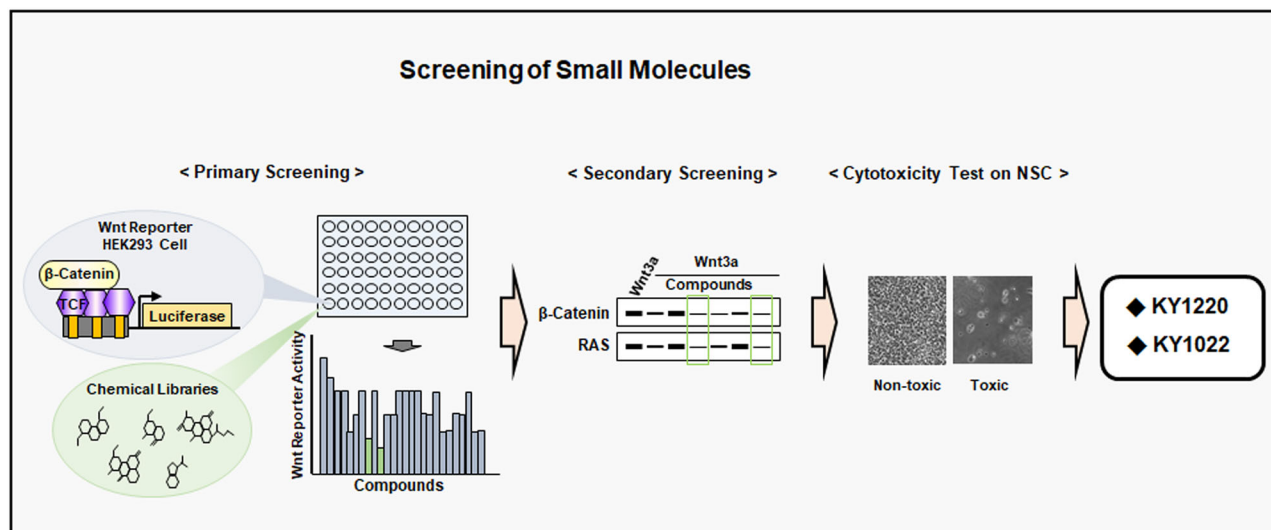 Screening of Small Molecules
< Primary Screening >
< Secondary Screening >
< Cytotoxicity Test on NSC >
Wnt Reporter
HEK293 Cell
β-Catenin
TCF
Luciferase
Chemical Libraries
Wnt Reporter Activity
Compounds
Wnt3a
Wnt3a
Compounds
β-Catenin
RAS
Non-toxic
Toxic
◆ KY1220
◆ KY1022